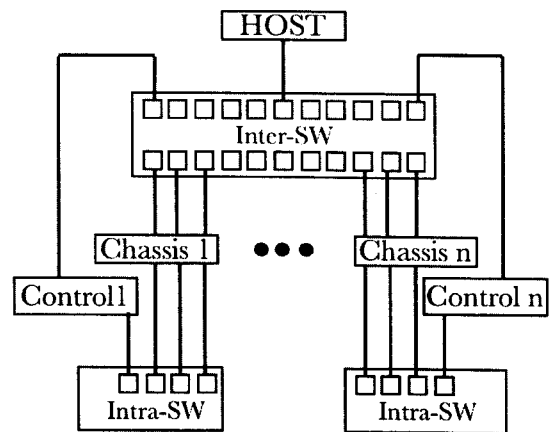 HOST
Inter-SW
Chassis 1
Chassis n
Control1
Control n
Intra-SW
Intra-SW